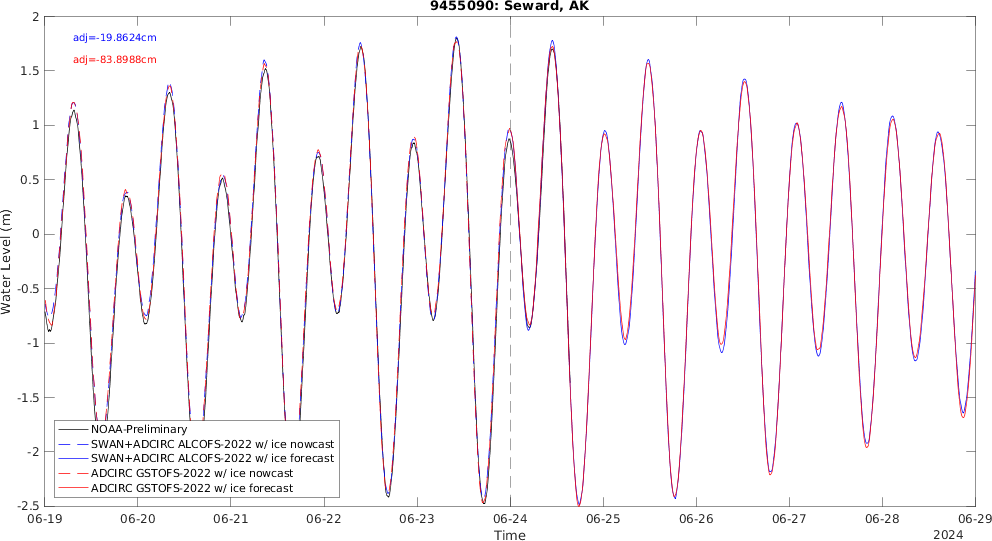 9455090: Seward, AK
adj=-19.8624cm
adj=-83.8988cm
2
1.5
1
0.5
0
-0.5
-1
-1.5
-2
-2.5
Water Level (m)
NOAA-Preliminary
SWAN+ADCIRC ALCOFS-2022 w/ ice nowcast
SWAN+ADCIRC ALCOFS-2022 w/ ice forecast
ADCIRC GSTOFS-2022 w/ ice nowcast
ADCIRC GSTOFS-2022 w/ ice forecast
06-19 06-20 06-21 06-22 06-23 06-24 06-25 06-26 06-27 06-28 06-29
Time
2024